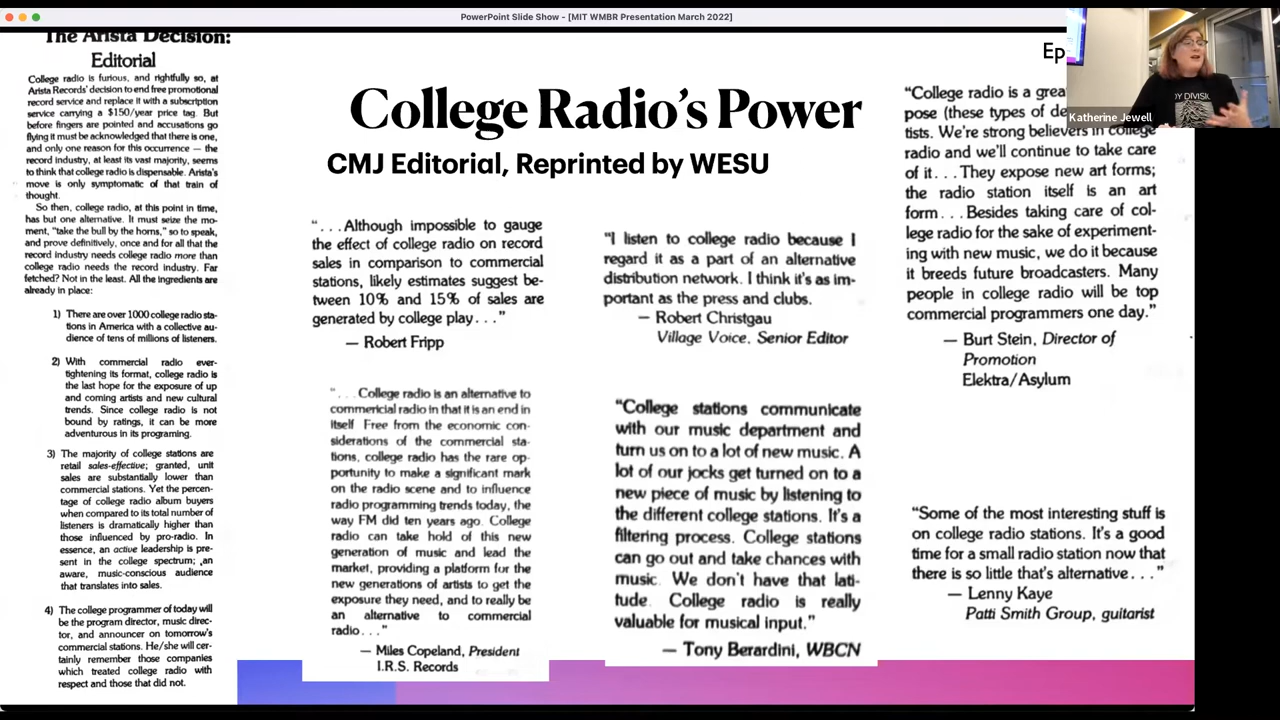 PowerPoint Slide Show - [MIT WMBR Presentation March 2022]
The Arista Decision:
Editorial
College radio is furious, and rightfully so, at
Arista Records' decision to end free promotional
record service and replace it with a subscription
service carrying a $150/year price tag. But
before fingers are pointed and accusations go
flying it must be acknowledged that there is one,
and only one reason for this occurrence — the
record industry, at least its vast majority, seems
to think that college radio is dispensable. Arista's
move is only symptomatic of that train of
thought.
So then, college radio, at this point in time,
has but one alternative. It must seize the mo-
ment, "take the bull by the horns," so to speak,
and prove definitively, once and for all that the
record industry needs college radio more than
college radio needs the record industry. Far
fetched? Not in the least. All the ingredients are
already in place:
1) There are over 1000 college radio sta-
tions in America with a collective au-
dience of tens of millions of listeners.
2) With commercial radio ever-
tightening its format, college radio is
the last hope for the exposure of up
and coming artists and new cultural
trends. Since college radio is not
bound by ratings, it can be more
adventurous in its programing.
3) The majority of college stations are
retail sales-effective; granted, unit
sales are substantially lower than
commercial stations. Yet the percen-
tage of college radio album buyers
when compared to its total number of
listeners is dramatically higher than
those influenced by pro-radio. In
essence, an active leadership is pre-
sent in the college spectrum; an
aware, music-conscious audience
that translates into sales.
4) The college programmer of today will
be the program director, music direc-
tor, and announcer on tomorrow's
commercial stations. He/she will cer-
tainly remember those companies
which treated college radio with
respect and those that did not.
College Radio's Power
CMJ Editorial, Reprinted by WESU
". . . Although impossible to gauge
the effect of college radio on record
sales in comparison to commercial
stations, likely estimates suggest be-
tween 10% and 15% of sales are
generated by college play . . ."
— Robert Fripp
". . . College radio is an alternative to
commericial radio in that it is an end in
itself Free from the economic con-
siderations of the commercial sta-
tions, college radio has the rare op-
portunity to make a significant mark
on the radio scene and to influence
radio programming trends today, the
way FM did ten years ago. College
radio can take hold of this new
generation of music and lead the
market, providing a platform for the
new generations of artists to get the
exposure they need, and to really be
an alternative to commercial
radio . . ."
— Miles Copeland, President
I.R.S. Records
"I listen to college radio because I
regard it as a part of an alternative
distribution network. I think it's as im-
portant as the press and clubs.
— Robert Christgau
Village Voice, Senior Editor
"College stations communicate
with our music department and
turn us on to a lot of new music. A
lot of our jocks get turned on to a
new piece of music by listening to
the different college stations. It's a
filtering process. College stations
can go out and take chances with
music. We don't have that lati-
tude. College radio is really
valuable for musical input."
— Tony Berardini, WBCN
Ep
"College radio is a grea
pose (these types of de
tists. We're strong believers in college
radio and we'll continue to take care
of it . . . They expose new art forms;
the radio station itself is an art
form . . . Besides taking care of col-
lege radio for the sake of experiment-
ing with new music, we do it because
it breeds future broadcasters. Many
people in college radio will be top
commercial programmers one day."
— Burt Stein, Director of
Promotion
Elektra/Asylum
"Some of the most interesting stuff is
on college radio stations. It's a good
time for a small radio station now that
there is so little that's alternative . . ."
— Lenny Kaye
Patti Smith Group, guitarist
Katherine Jewell
OY DIVISI